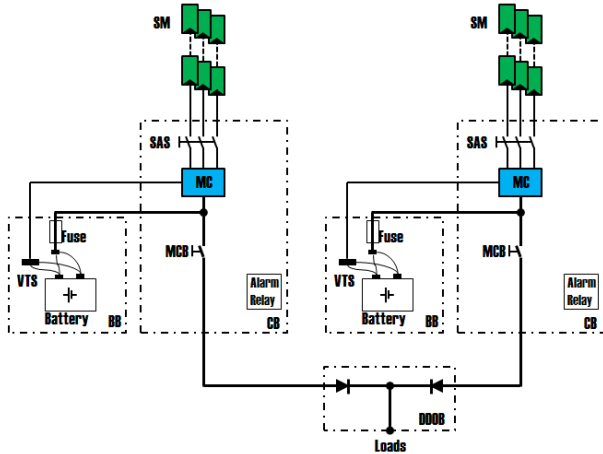 SM
SM
SAS
SAS
MC
MC
Fuse
Fuse
MCB
MCB
VTS
VTS
Alarm
Relay
Alarm
Relay
Battery
BB
CB
Battery
BB
CB
DOOB
Loads